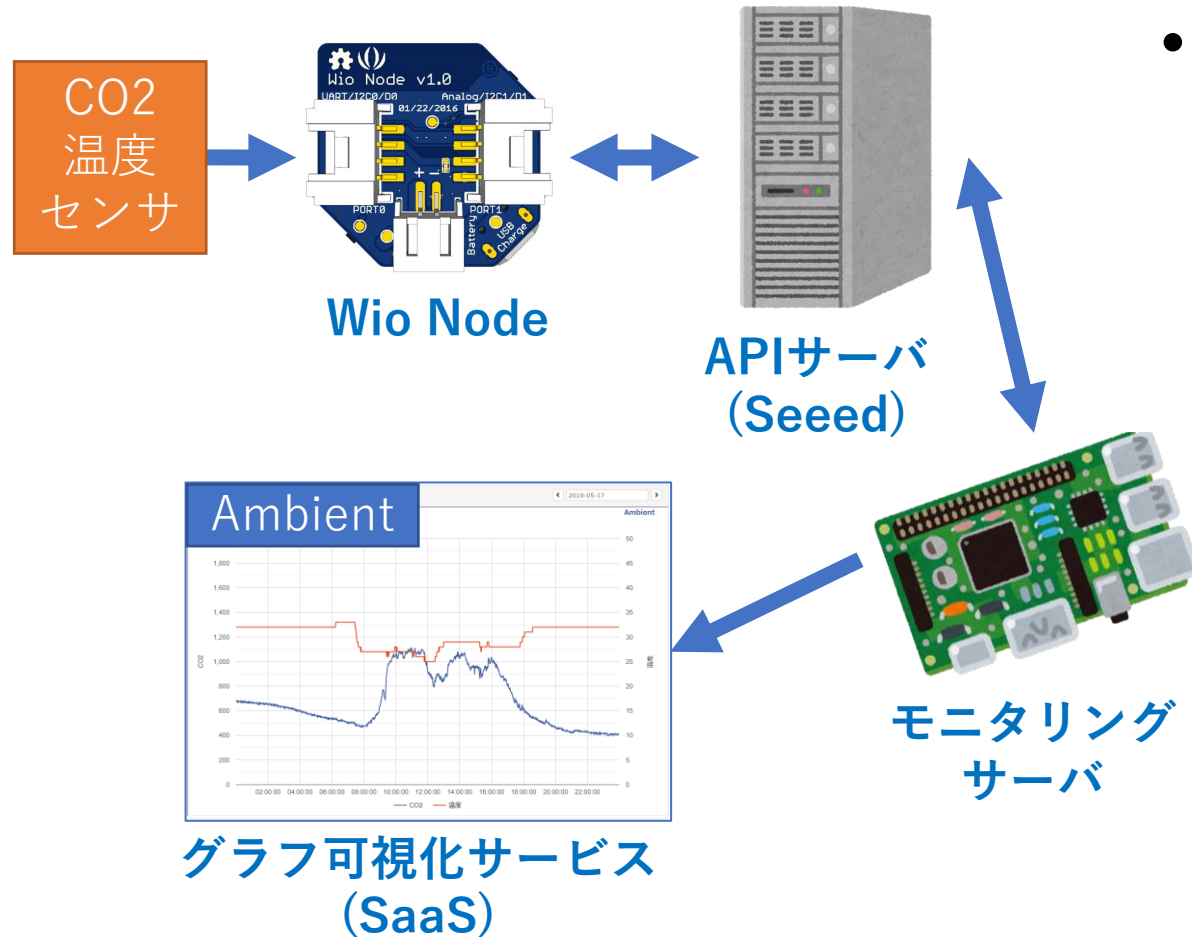 CO2
温度
センサ
Wio Node v1.0
UART/I2C0/D0
Analog/I2C1/D1
01/22/2016
+ −
PORT0
PORT1
Battery
USB
Charge
Wio Node
APIサーバ
(Seeed)
モニタリング
サーバ
Ambient
2019-05-17
Ambient
50
1,800
45
1,600
40
1,400
35
1,200
30
1,000
25
800
20
600
15
400
10
200
5
0
0
CO2
温度
02:00:00 04:00:00 06:00:00 08:00:00 10:00:00 12:00:00 14:00:00 16:00:00 18:00:00 20:00:00 22:00:00
CO2 温度
グラフ可視化サービス
(SaaS)